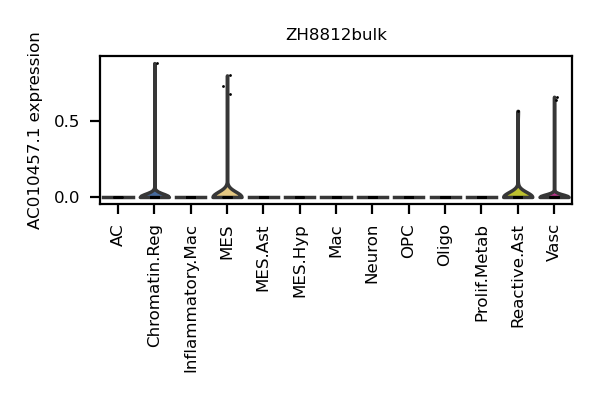 ZH8812bulk
AC010457.1 expression
0.5
0.0
AC
Chromatin.Reg
Inflammatory.Mac
MES
MES.Ast
MES.Hyp
Mac
Neuron
OPC
Oligo
Prolif.Metab
Reactive.Ast
Vasc